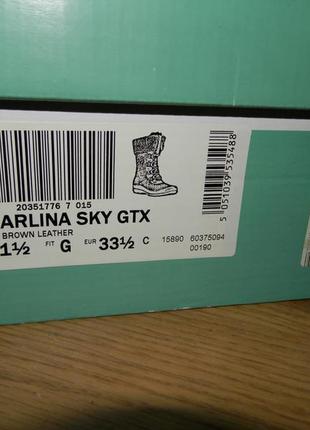 20351776 7 015
ARLINA SKY GTX
BROWN LEATHER
1½ FIT G EUR 33½ C 15890 60375094
00190
5 051039 535488